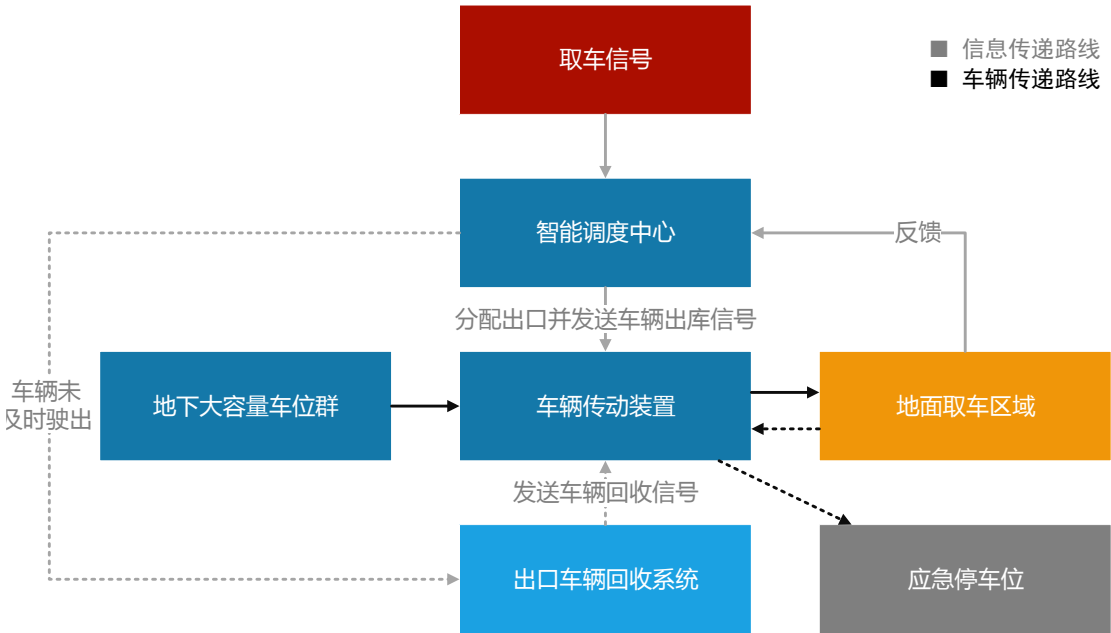 取车信号
信息传递路线
车辆传递路线
智能调度中心
反馈
分配出口并发送车辆出库信号
车辆未
及时驶出
地下大容量车位群
车辆传动装置
地面取车区域
发送车辆回收信号
出口车辆回收系统
应急停车位